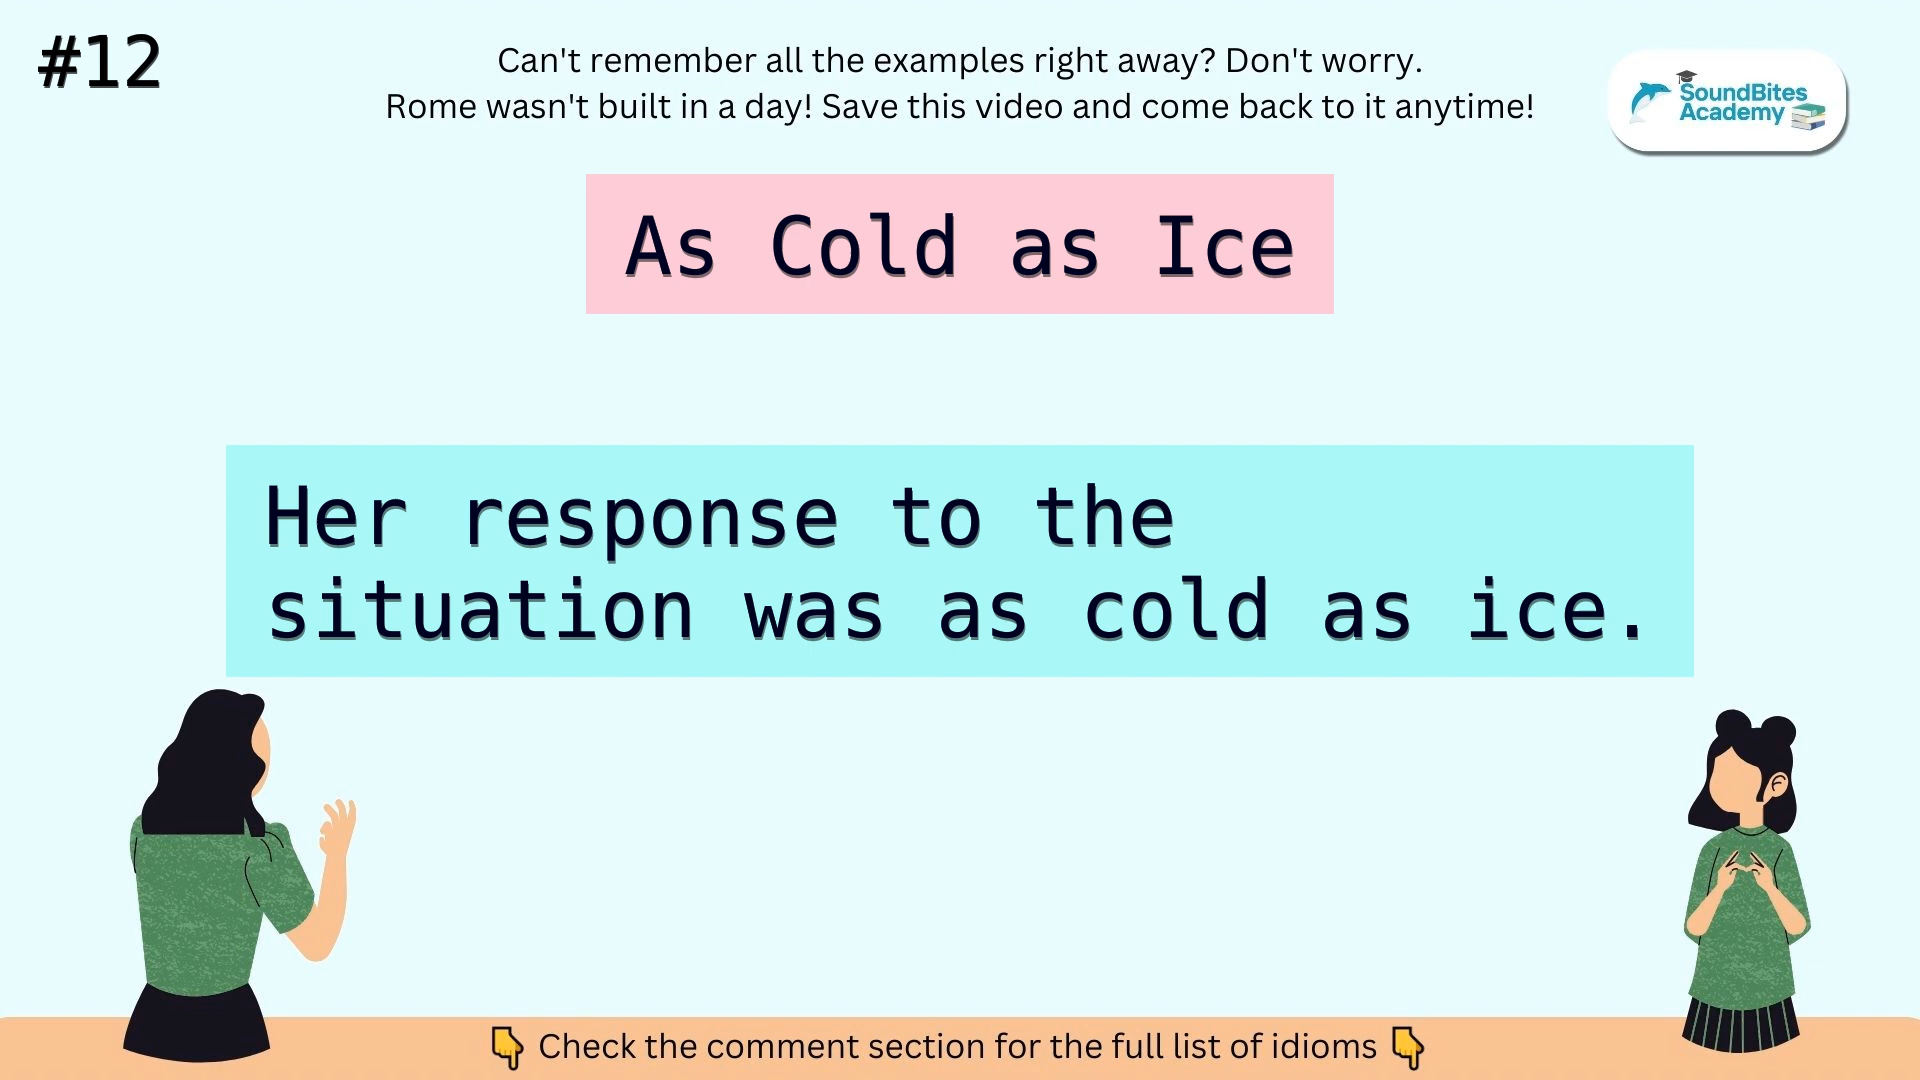 #12
Can't remember all the examples right away? Don't worry.
Rome wasn't built in a day! Save this video and come back to it anytime!
SoundBites
Academy
As Cold as Ice
Her response to the
situation was as cold as ice.
👇 Check the comment section for the full list of idioms 👇